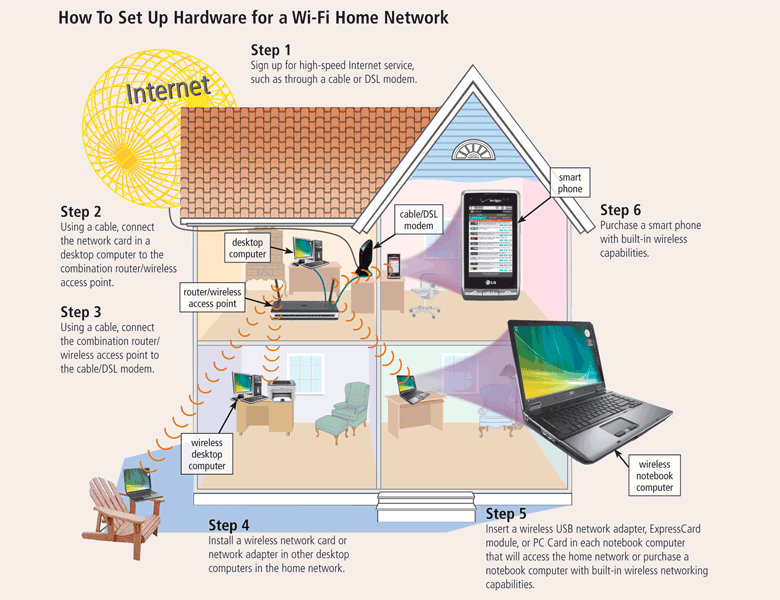 How To Set Up Hardware for a Wi-Fi Home Network
Internet
Step 1
Sign up for high-speed Internet service,
such as through a cable or DSL modem.
Step 2
Using a cable, connect
the network card in a
desktop computer to the
combination router/wireless
access point.
Step 3
Using a cable, connect
the combination router/
wireless access point to
the cable/DSL modem.
desktop
computer
router/wireless
access point
cable/DSL
modem
smart
phone
verizon
LG
Step 6
Purchase a smart phone
with built-in wireless
capabilities.
wireless
desktop
computer
wireless
notebook
computer
Step 4
Install a wireless network card or
network adapter in other desktop
computers in the home network.
Step 5
Insert a wireless USB network adapter, ExpressCard
module, or PC Card in each notebook computer
that will access the home network or purchase a
notebook computer with built-in wireless networking
capabilities.